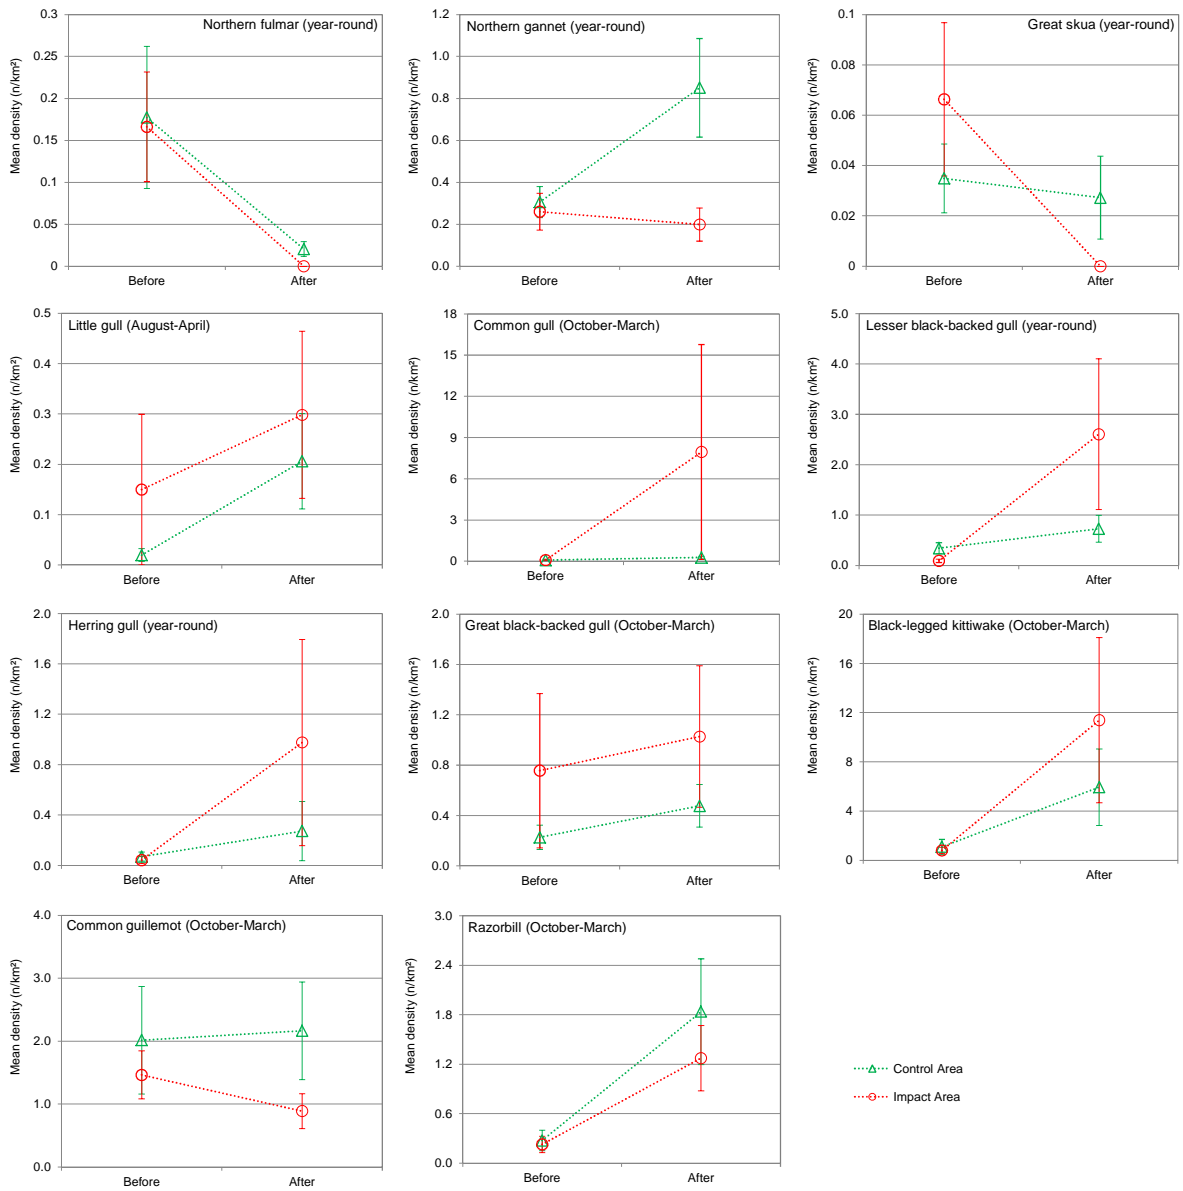 Northern fulmar (year-round)
Mean density (n/km²)
0.3
0.25
0.2
0.15
0.1
0.05
0
Before
After
Northern gannet (year-round)
Mean density (n/km²)
1.2
1.0
0.8
0.6
0.4
0.2
0.0
Before
After
Great skua (year-round)
Mean density (n/km²)
0.1
0.08
0.06
0.04
0.02
0
Before
After
Little gull (August-April)
Mean density (n/km²)
0.5
0.4
0.3
0.2
0.1
0
Before
After
Common gull (October-March)
Mean density (n/km²)
18
15
12
9
6
3
0
Before
After
Lesser black-backed gull (year-round)
Mean density (n/km²)
5.0
4.0
3.0
2.0
1.0
0.0
Before
After
Herring gull (year-round)
Mean density (n/km²)
2.0
1.6
1.2
0.8
0.4
0.0
Before
After
Great black-backed gull (October-March)
Mean density (n/km²)
2.0
1.6
1.2
0.8
0.4
0.0
Before
After
Black-legged kittiwake (October-March)
Mean density (n/km²)
20
16
12
8
4
0
Before
After
Common guillemot (October-March)
Mean density (n/km²)
4.0
3.0
2.0
1.0
0.0
Before
After
Razorbill (October-March)
Mean density (n/km²)
3.0
2.4
1.8
1.2
0.6
0.0
Before
After
Control Area
Impact Area